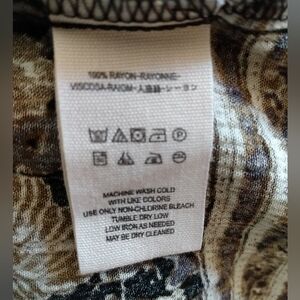 100% RAYON-RAYONNE-
VISCOSA-RAIOM-人造絲-レーヨン
P
MACHINE WASH COLD
WITH LIKE COLORS
USE ONLY NON-CHLORINE BLEACH
TUMBLE DRY LOW
LOW IRON AS NEEDED
MAY BE DRY CLEANED